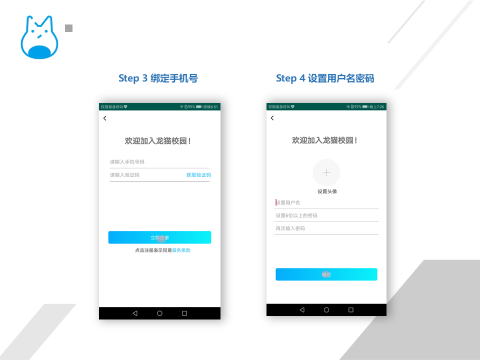 Step 3 绑定手机号
Step 4 设置用户名密码
欢迎加入龙猫校园！
请输入手机号码
请输入验证码
获取验证码
点击注册表示同意服务条款
欢迎加入龙猫校园！
设置头像
设置用户名
设置6位以上的密码
再次输入密码